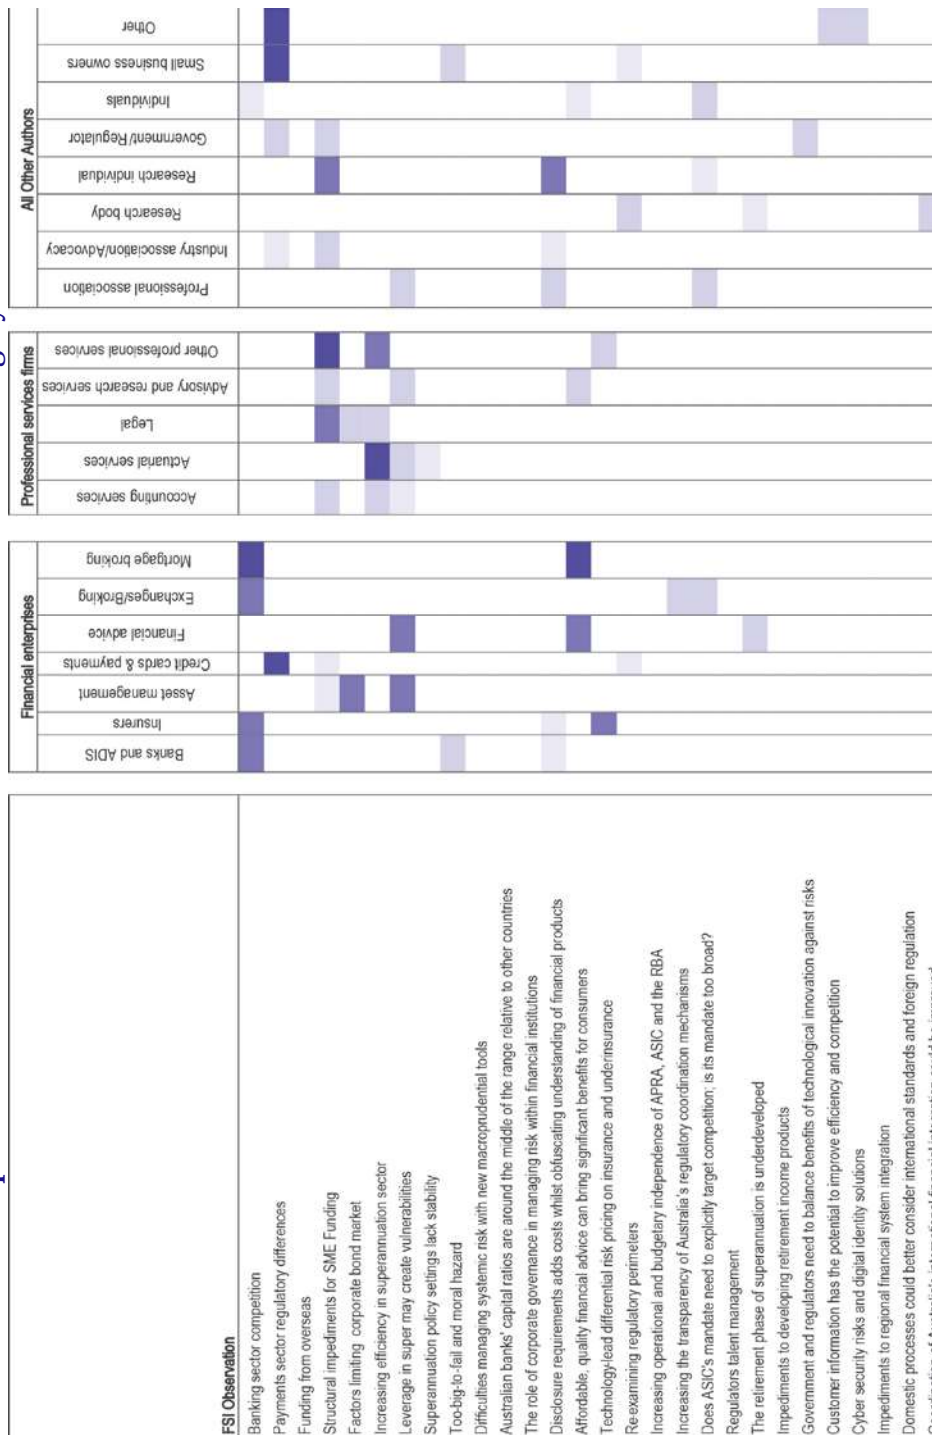 All Other Authors
Other
Small business owners
Individuals
Government/ Regulator
Research individual
Research body
Industry association/Advocacy
Professional association
Professional services firms
Other professional services
Advisory and research services
Legal
Actuarial services
Accounting services
Financial enterprises
Mortgage broking
Exchanges/Broking
Financial advice
Credit cards & payments
Asset management
Insurers
Banks and ADIS
FSI Observation
Banking sector competition
Payments sector regulatory differences
Funding from overseas
Structural impediments for SME Funding
Factors limiting corporate bond market
Increasing efficiency in superannuation sector
Leverage in super may create vulnerabilities
Superannuation policy settings lack stability
Too-big-to-fail and moral hazard
Difficulties managing systemic risk with new macroprudential tools
Australian banks' capital ratios are around the middle of the range relative to other countries
The role of corporate governance in managing risk within financial institutions
Disclosure requirements adds costs whilst obfuscating understanding of financial products
Affordable, quality financial advice can bring significant benefits for consumers
Technology-lead differential risk pricing on insurance and underinsurance
Re-examining regulatory perimeters
Increasing operational and budgetary independence of APRA, ASIC and the RBA
Increasing the transparency of Australia's regulatory coordination mechanisms
Does ASIC's mandate need to explicitly target competition; is its mandate too broad?
Regulators talent management
The retirement phase of superannuation is underdeveloped
Impediments to developing retirement income products
Government and regulators need to balance benefits of technological innovation against risks
Customer information has the potential to improve efficiency and competition
Cyber security risks and digital identity solutions
Impediments to regional financial system integration
Domestic processes could better consider international standards and foreign regulation